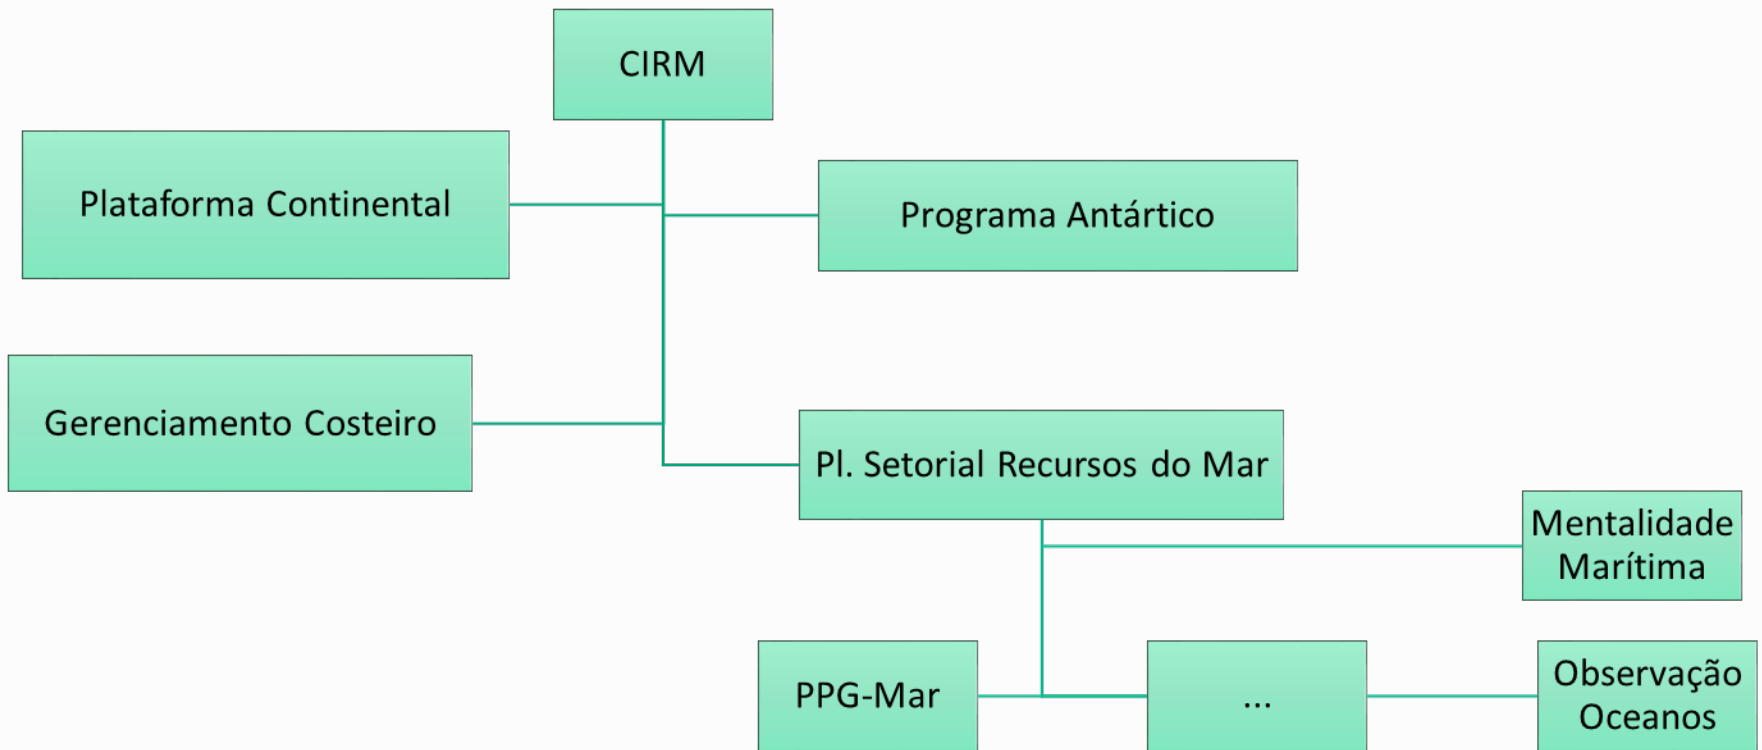 CIRM
Plataforma Continental
Programa Antártico
Gerenciamento Costeiro
Pl. Setorial Recursos do Mar
Mentalidade
Marítima
PPG-Mar
...
Observação
Oceanos